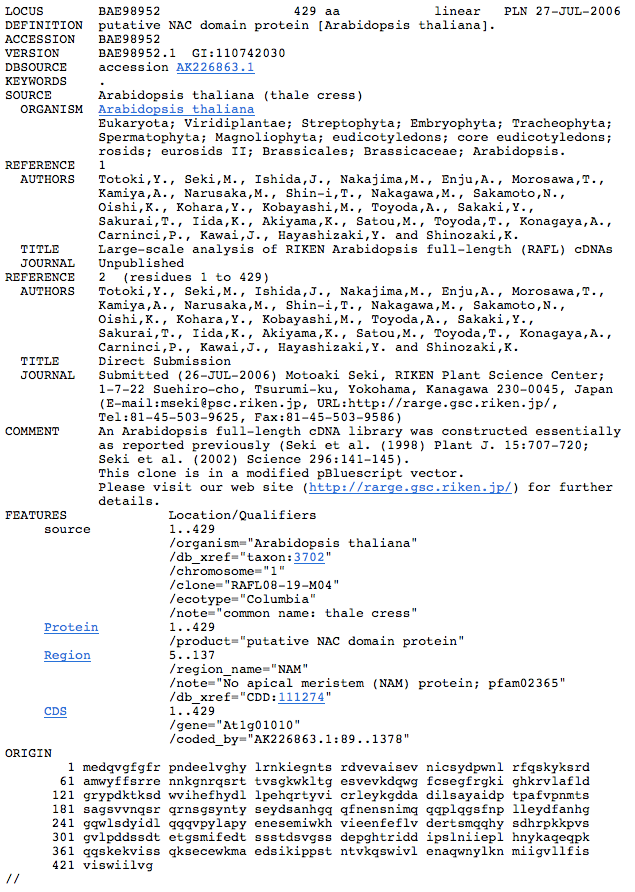 LOCUS       BAE98952                 429 aa            linear   PLN 27-JUL-2006
DEFINITION  putative NAC domain protein [Arabidopsis thaliana].
ACCESSION   BAE98952
VERSION     BAE98952.1  GI:110742030
DBSOURCE    accession AK226863.1
KEYWORDS    .
SOURCE      Arabidopsis thaliana (thale cress)
  ORGANISM  Arabidopsis thaliana
            Eukaryota; Viridiplantae; Streptophyta; Embryophyta; Tracheophyta;
            Spermatophyta; Magnoliophyta; eudicotyledons; core eudicotyledons;
            rosids; eurosids II; Brassicales; Brassicaceae; Arabidopsis.
REFERENCE   1
  AUTHORS   Totoki,Y., Seki,M., Ishida,J., Nakajima,M., Enju,A., Morosawa,T.,
            Kamiya,A., Narusaka,M., Shin-i,T., Nakagawa,M., Sakamoto,N.,
            Oishi,K., Kohara,Y., Kobayashi,M., Toyoda,A., Sakaki,Y.,
            Sakurai,T., Iida,K., Akiyama,K., Satou,M., Toyoda,T., Konagaya,A.,
            Carninci,P., Kawai,J., Hayashizaki,Y. and Shinozaki,K.
  TITLE     Large-scale analysis of RIKEN Arabidopsis full-length (RAFL) cDNAs
  JOURNAL   Unpublished
REFERENCE   2  (residues 1 to 429)
  AUTHORS   Totoki,Y., Seki,M., Ishida,J., Nakajima,M., Enju,A., Morosawa,T.,
            Kamiya,A., Narusaka,M., Shin-i,T., Nakagawa,M., Sakamoto,N.,
            Oishi,K., Kohara,Y., Kobayashi,M., Toyoda,A., Sakaki,Y.,
            Sakurai,T., Iida,K., Akiyama,K., Satou,M., Toyoda,T., Konagaya,A.,
            Carninci,P., Kawai,J., Hayashizaki,Y. and Shinozaki,K.
  TITLE     Direct Submission
  JOURNAL   Submitted (26-JUL-2006) Motoaki Seki, RIKEN Plant Science Center;
            1-7-22 Suehiro-cho, Tsurumi-ku, Yokohama, Kanagawa 230-0045, Japan
            (E-mail:mseki@psc.riken.jp, URL:http://rarge.gsc.riken.jp/,
            Tel:81-45-503-9625, Fax:81-45-503-9586)
COMMENT     An Arabidopsis full-length cDNA library was constructed essentially
            as reported previously (Seki et al. (1998) Plant J. 15:707-720;
            Seki et al. (2002) Science 296:141-145).
            This clone is in a modified pBluescript vector.
            Please visit our web site (http://rarge.gsc.riken.jp/) for further
            details.
FEATURES             Location/Qualifiers
     source          1..429
                     /organism="Arabidopsis thaliana"
                     /db_xref="taxon:3702"
                     /chromosome="1"
                     /clone="RAFL08-19-M04"
                     /ecotype="Columbia"
                     /note="common name: thale cress"
     Protein         1..429
                     /product="putative NAC domain protein"
     Region          5..137
                     /region_name="NAM"
                     /note="No apical meristem (NAM) protein; pfam02365"
                     /db_xref="CDD:111274"
     CDS             1..429
                     /gene="At1g01010"
                     /coded_by="AK226863.1:89..1378"
ORIGIN
        1 medqvgfgfr pndeelvghy lrnkiegnts rdvevaisev nicsydpwnl rfqskyksrd
       61 amwyffsrre nnkgnrqsrt tvsgkwkltg esvevkdqwg fcsegfrgki ghkrvlafld
      121 grypdktksd wvihefhydl lpehqrtyvi crleykgdda dilsayaidp tpafvpnmts
      181 sagsvvnqsr qrnsgsynty seydsanhgq qfnensnimq qqplqgsfnp lleydfanhg
      241 gqwlsdyidl qqqvpylapy enesemiwkh vieenfeflv dertsmqqhy sdhrpkkpvs
      301 gvlpddssdt etgsmifedt ssstdsvgss depghtridd ipslniiepl hnykaqeqpk
      361 qqskekviss qksecewkma edsikippst ntvkqswivl enaqwnylkn miigvllfis
      421 viswiilvg
//